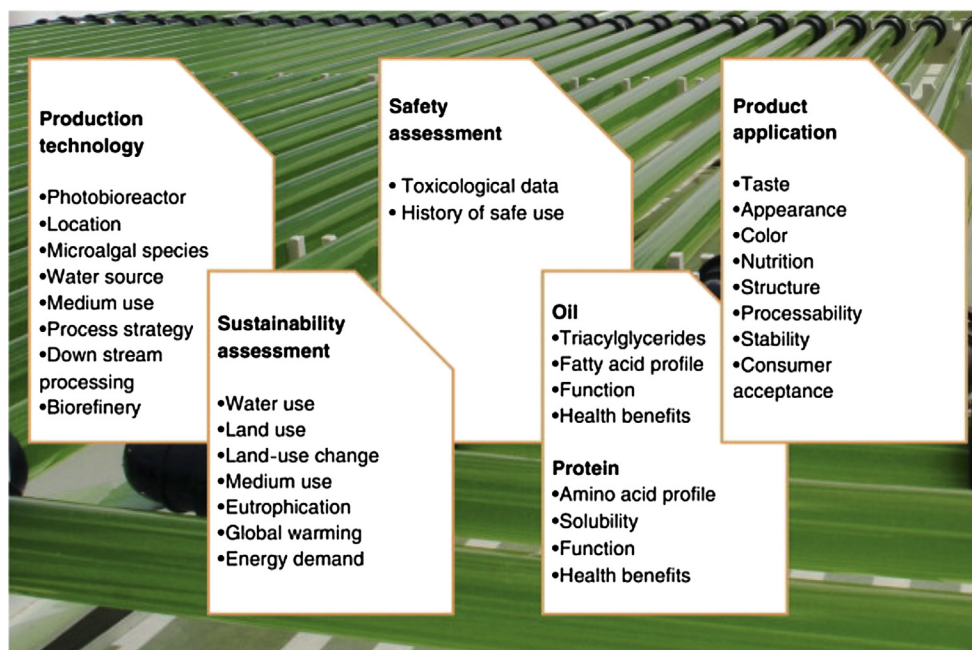 Production
technology
•Photobioreactor
•Location
•Microalgal species
•Water source
•Medium use
•Process strategy
•Down stream
processing
•Biorefinery
Sustainability
assessment
•Water use
•Land use
•Land-use change
•Medium use
•Eutrophication
•Global warming
•Energy demand
Safety
assessment
• Toxicological data
• History of safe use
Oil
•Triacylglycerides
•Fatty acid profile
•Function
•Health benefits
Protein
•Amino acid profile
•Solubility
•Function
•Health benefits
Product
application
•Taste
•Appearance
•Color
•Nutrition
•Structure
•Processability
•Stability
•Consumer
acceptance